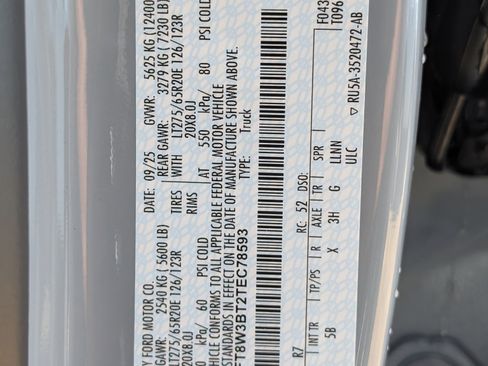 Y FORD MOTOR CO.
DATE: 09/25 GVWR: 5625 KG (12400
2540 KG ( 5600 LB) REAR GAWR: 3279 KG ( 7230 LB)
LT275/65R20E 126/123R TIRES WITH LT275/65R20E 126/123R
20X8.0J RIMS 20X8.0J
kPa/ 60 PSI COLD AT 550 kPa/ 80 PSI COLD
VEHICLE CONFORMS TO ALL APPLICABLE FEDERAL MOTOR VEHICLE
STANDARDS IN EFFECT ON THE DATE OF MANUFACTURE SHOWN ABOVE.
FT8W3BT2TEC78593 TYPE: Truck
F043
T096
R7 RC: 52 DSO:
INT TR TP/PS R AXLE TR SPR
5B X 3H G LLNN
ULC
▽ RU5A-3520472-AB